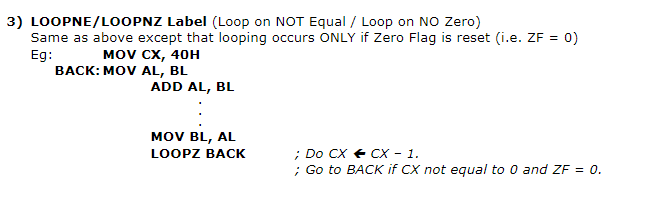 3) LOOPNE/LOOPNZ Label (Loop on NOT Equal / Loop on NO Zero)
Same as above except that looping occurs ONLY if Zero Flag is reset (i.e. ZF = 0)
Eg: MOV CX, 40H
BACK: MOV AL, BL
ADD AL, BL
.
.
.
MOV BL, AL
LOOPZ BACK ; Do CX 🡨 CX – 1.
; Go to BACK if CX not equal to 0 and ZF = 0.